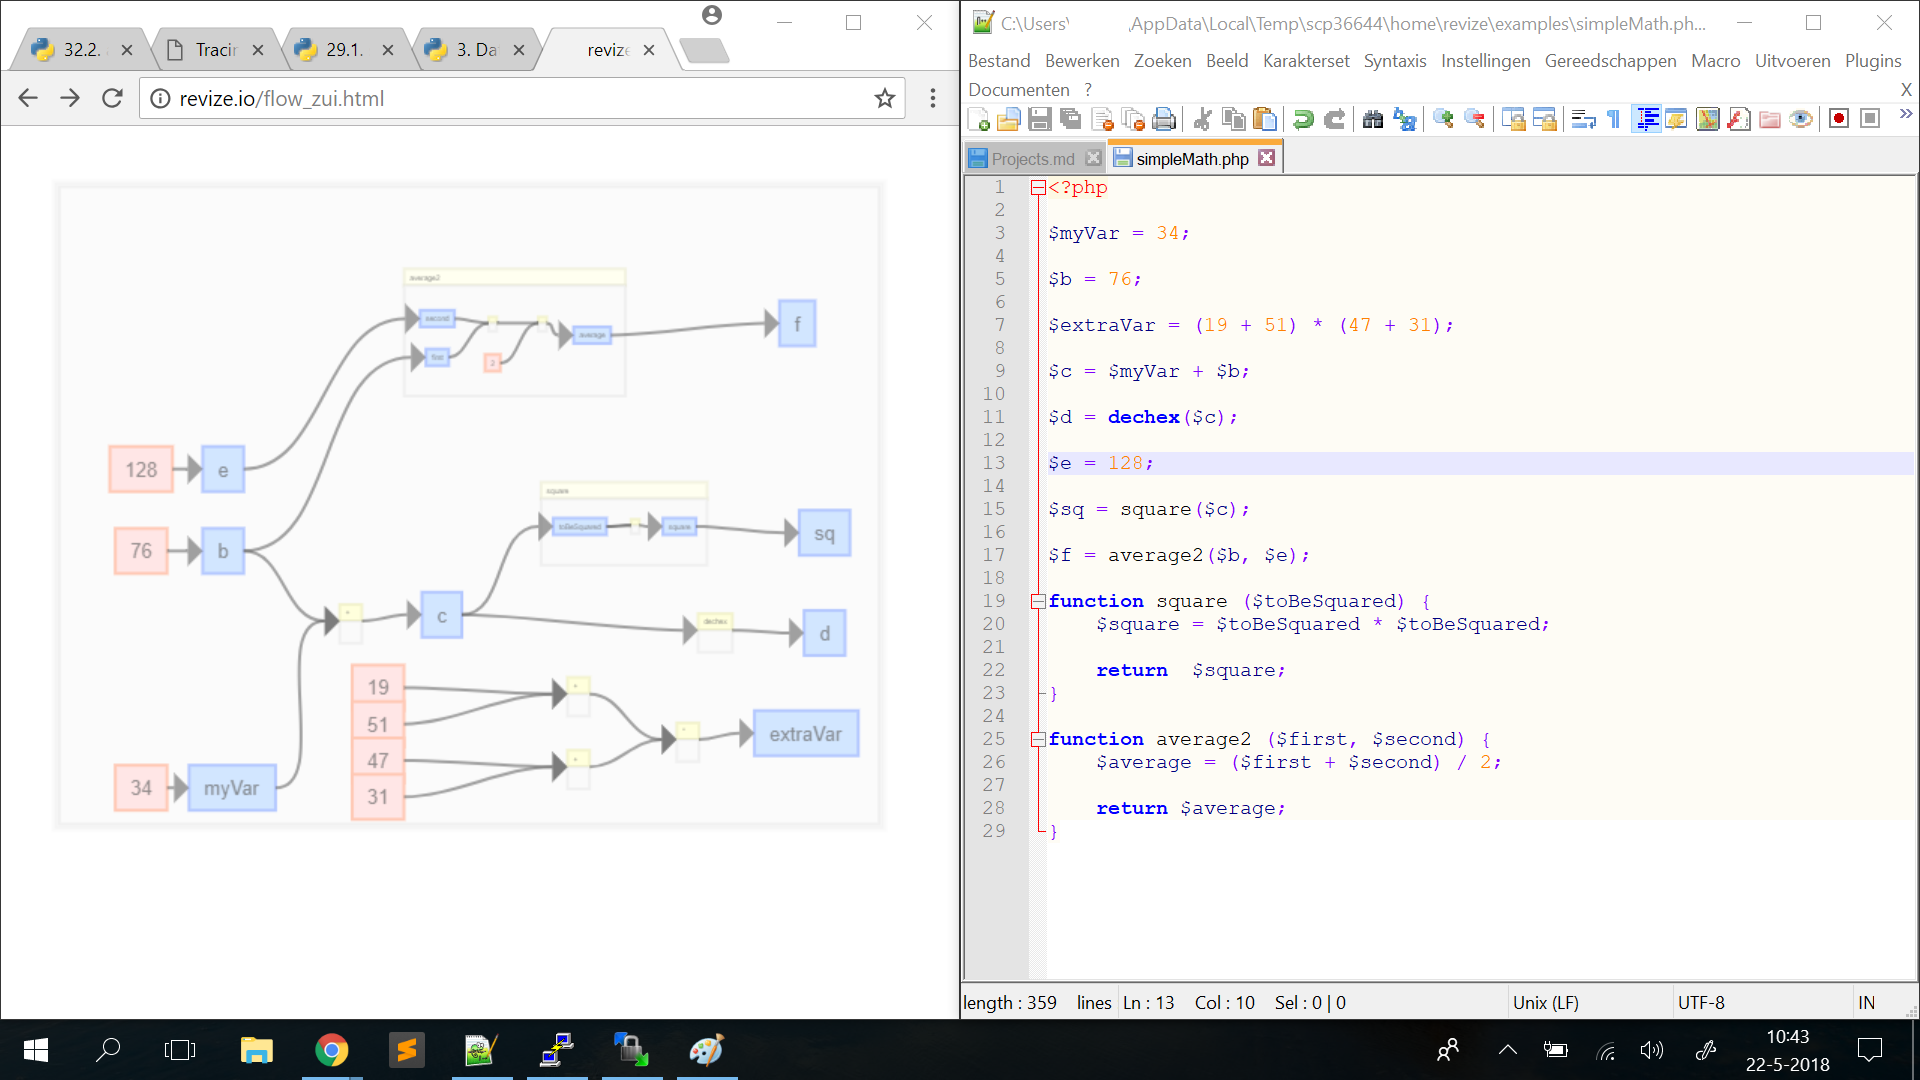 32.2.
Tracin
29.1.
3. Da
revize
revize.io/flow_zui.html
average2
second
first
2
average
f
128
e
76
b
square
toBeSquared
square
sq
c
dechex
d
19
51
47
31
extraVar
34
myVar
C:\Users\
\AppData\Local\Temp\scp36644\home\revize\examples\simpleMath.ph...
Bestand Bewerken Zoeken Beeld Karakterset Syntaxis Instellingen Gereedschappen Macro Uitvoeren Plugins
Documenten ? X
Projects.md
simpleMath.php
1 <?php
2
3 $myVar = 34;
4
5 $b = 76;
6
7 $extraVar = (19 + 51) * (47 + 31);
8
9 $c = $myVar + $b;
10
11 $d = dechex($c);
12
13 $e = 128;
14
15 $sq = square($c);
16
17 $f = average2($b, $e);
18
19 function square ($toBeSquared) {
20 $square = $toBeSquared * $toBeSquared;
21
22 return $square;
23 }
24
25 function average2 ($first, $second) {
26 $average = ($first + $second) / 2;
27
28 return $average;
29 }
length : 359 lines Ln : 13 Col : 10 Sel : 0 | 0 Unix (LF) UTF-8 IN
10:43
22-5-2018